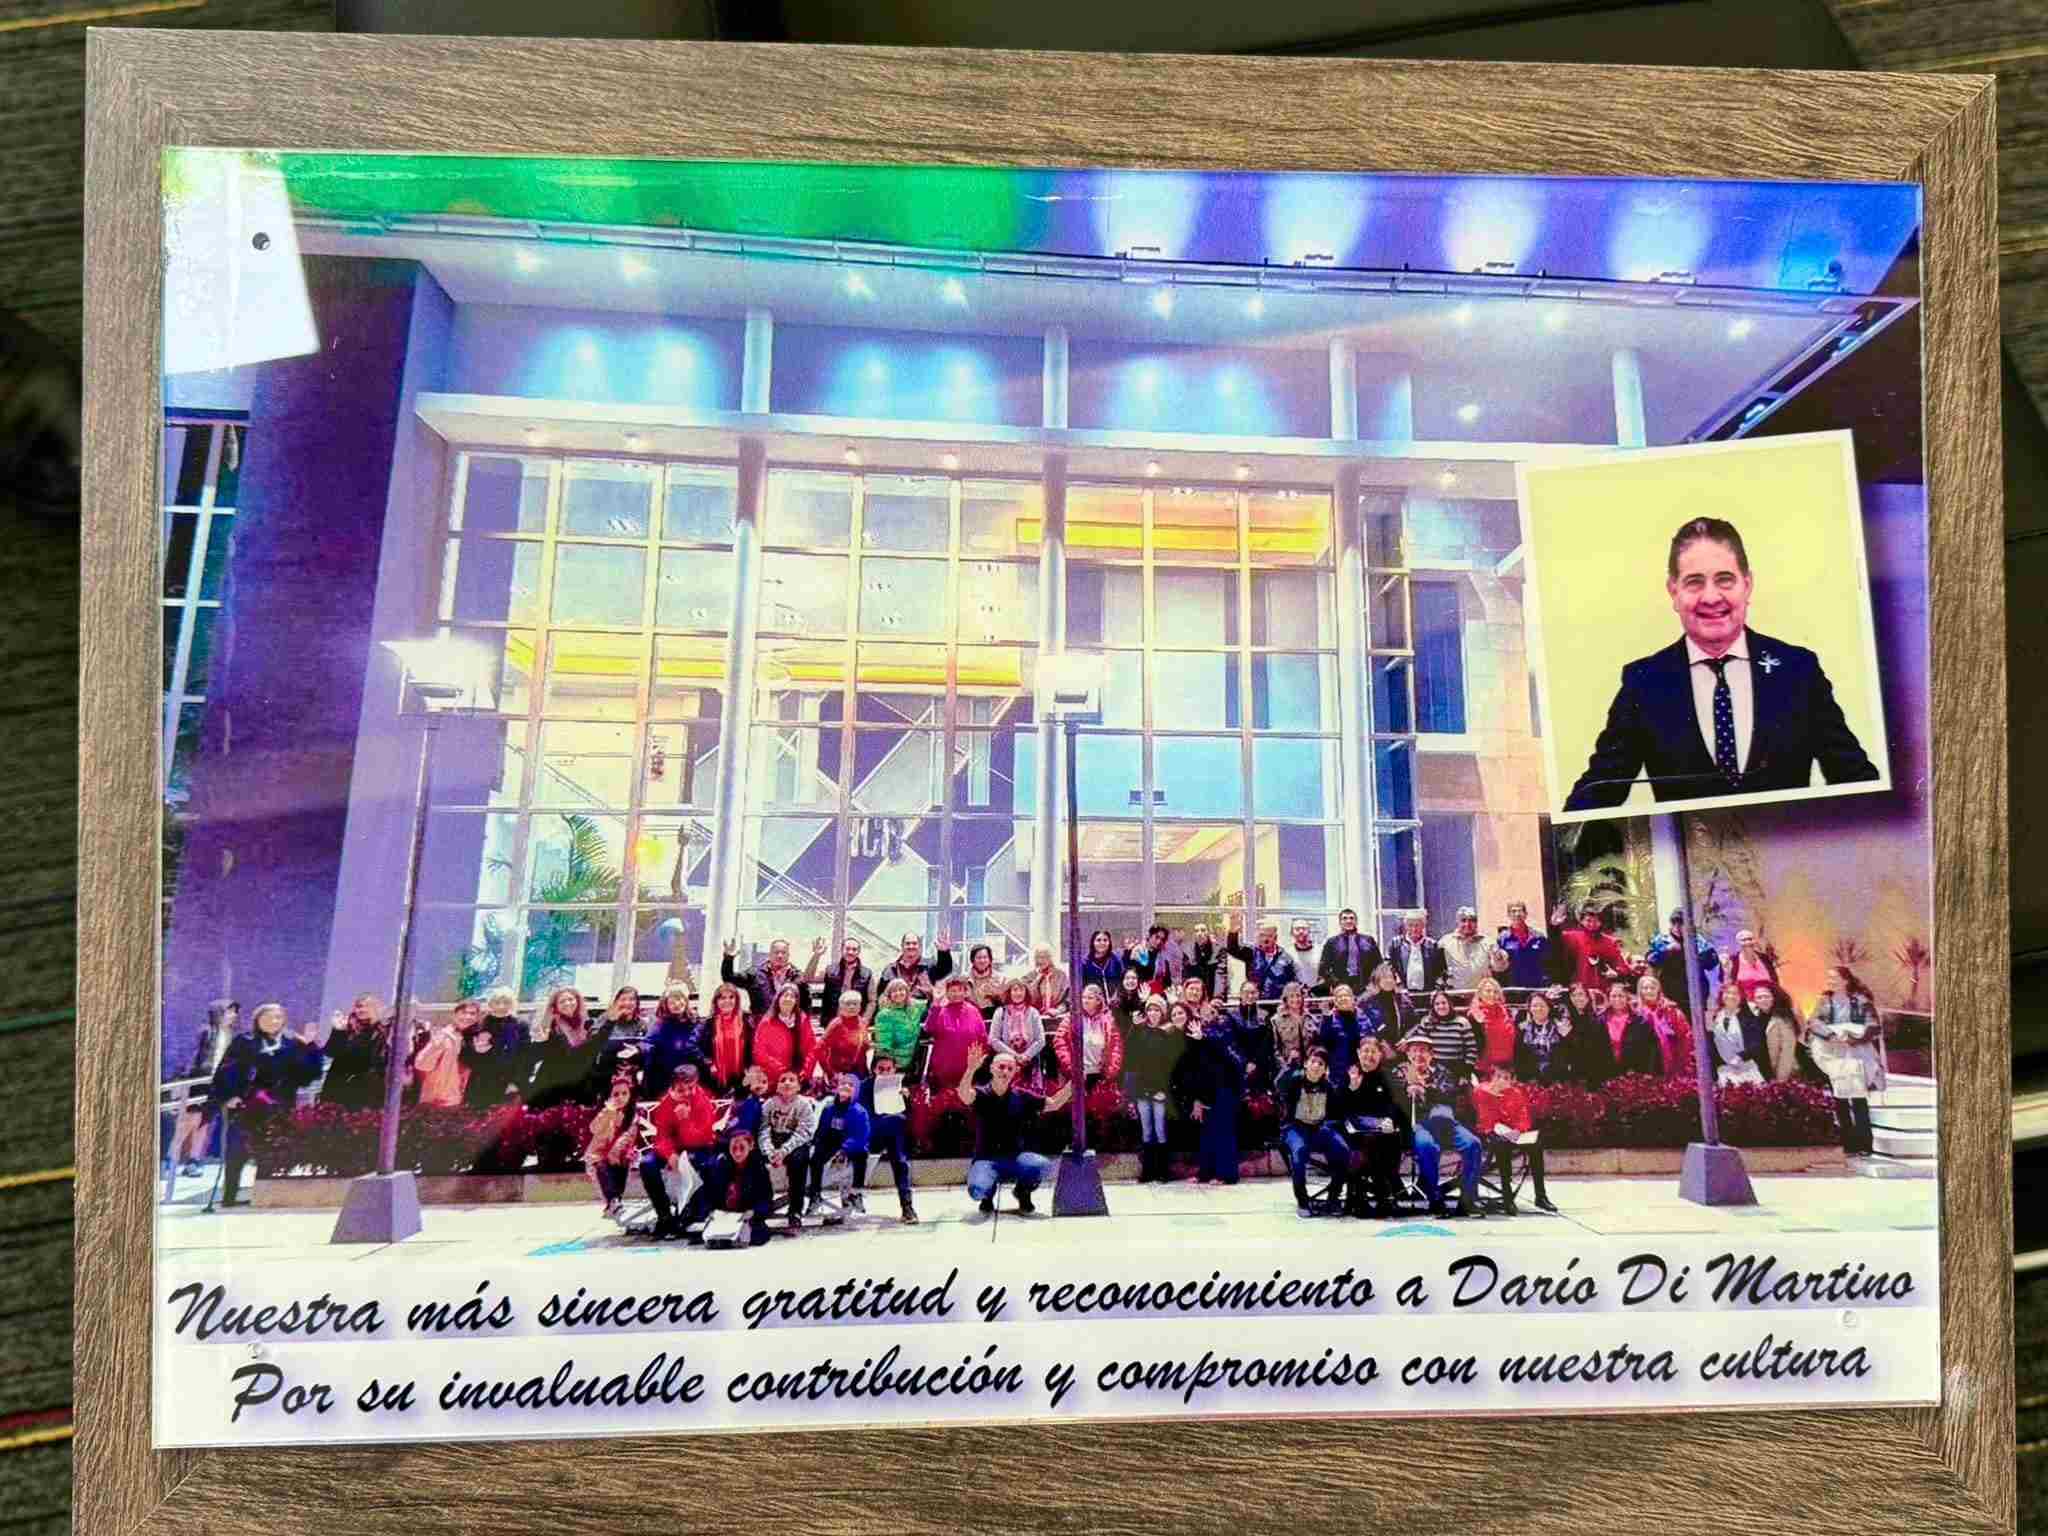 Nuestra más sincera gratitud y reconocimiento a Darío Di Martino
Por su invaluable contribución y compromiso con nuestra cultura